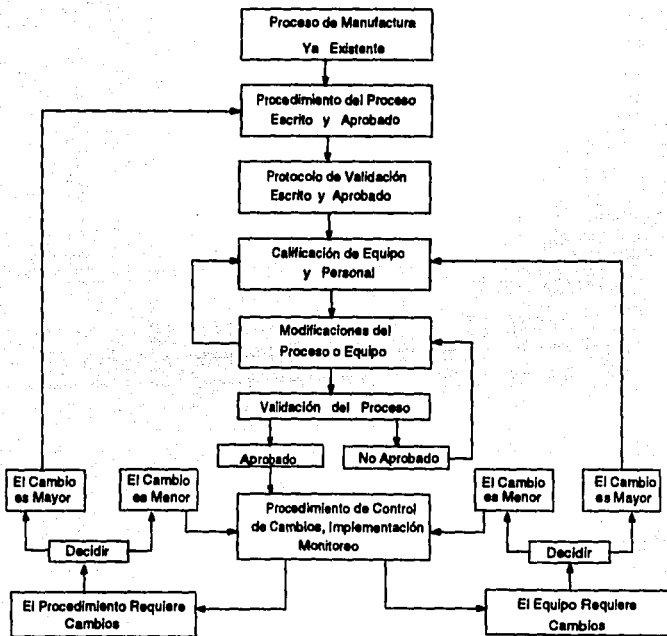 Proceso de Manufactura
Ya Existente
Procedimiento del Proceso
Escrito y Aprobado
Protocolo de Validación
Escrito y Aprobado
Calificación de Equipo
y Personal
Modificaciones del
Proceso o Equipo
Validación del Proceso
Aprobado
No Aprobado
El Cambio
es Mayor
El Cambio
es Menor
Procedimiento de Control
de Cambios, Implementación
Monitoreo
El Cambio
es Menor
El Cambio
es Mayor
Decidir
Decidir
El Procedimiento Requiere
Cambios
El Equipo Requiere
Cambios